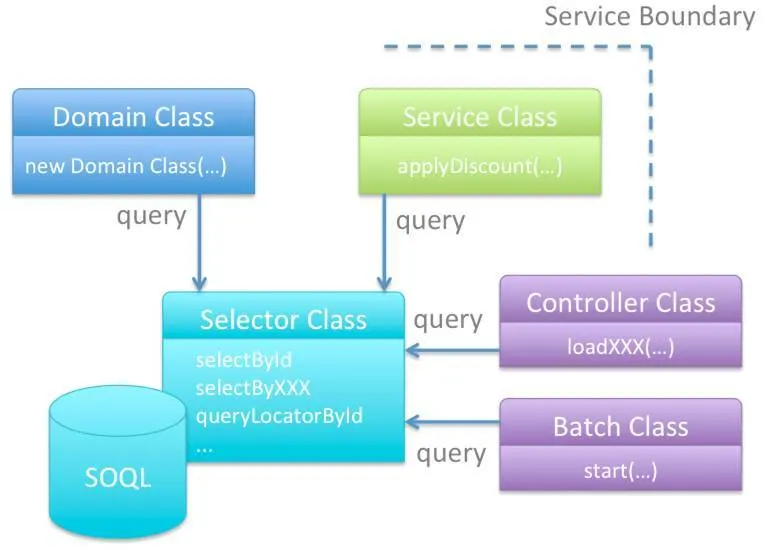 Service Boundary
Domain Class
new Domain Class(…)
Service Class
applyDiscount(…)
query
query
Selector Class
selectById
selectByXXX
queryLocatorById
...
SOQL
query
Controller Class
loadXXX(…)
query
Batch Class
start(…)